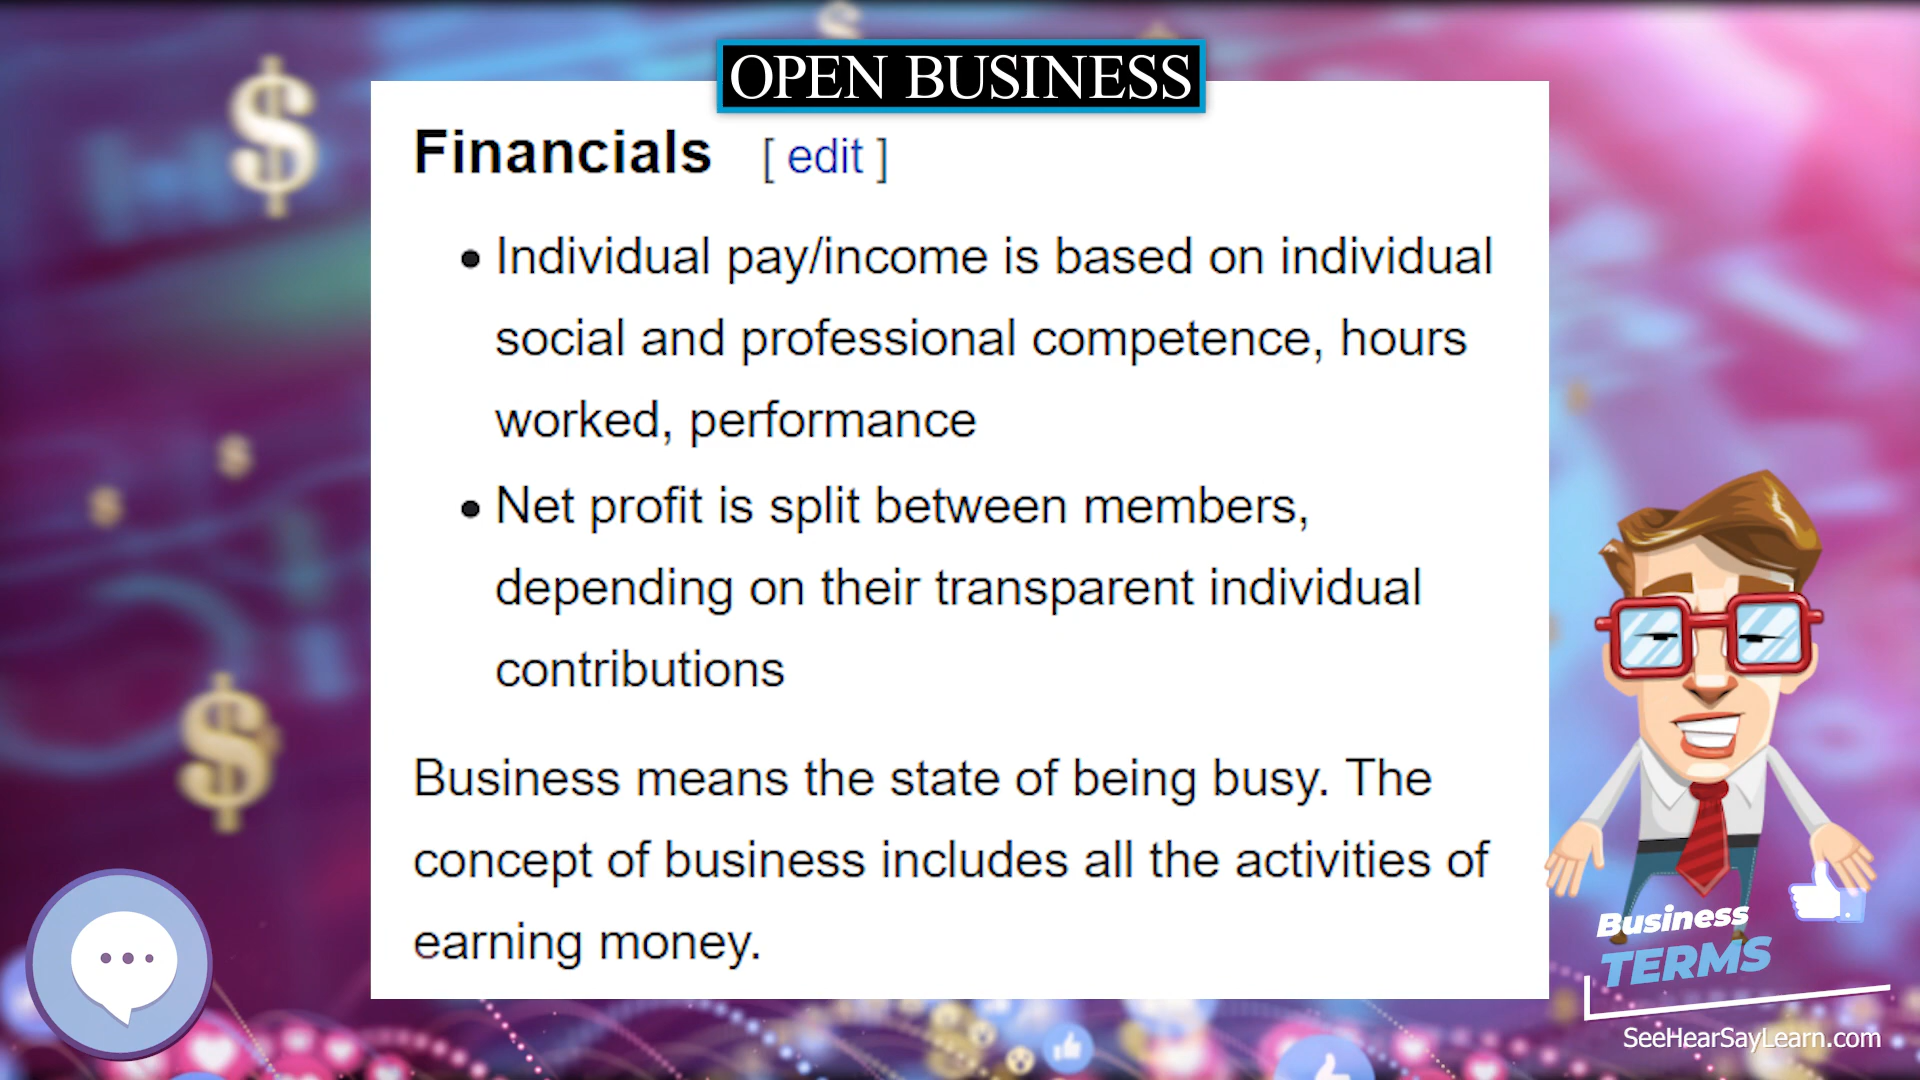 OPEN BUSINESS
Financials [ edit ]
• Individual pay/income is based on individual
social and professional competence, hours
worked, performance
• Net profit is split between members,
depending on their transparent individual
contributions
Business means the state of being busy. The
concept of business includes all the activities of
earning money.
Business
TERMS
SeeHearSayLearn.com